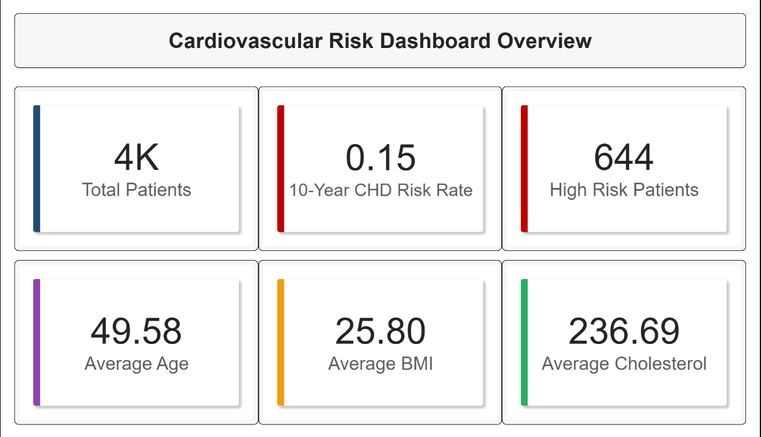 Cardiovascular Risk Dashboard Overview
4K
Total Patients
0.15
10-Year CHD Risk Rate
644
High Risk Patients
49.58
Average Age
25.80
Average BMI
236.69
Average Cholesterol